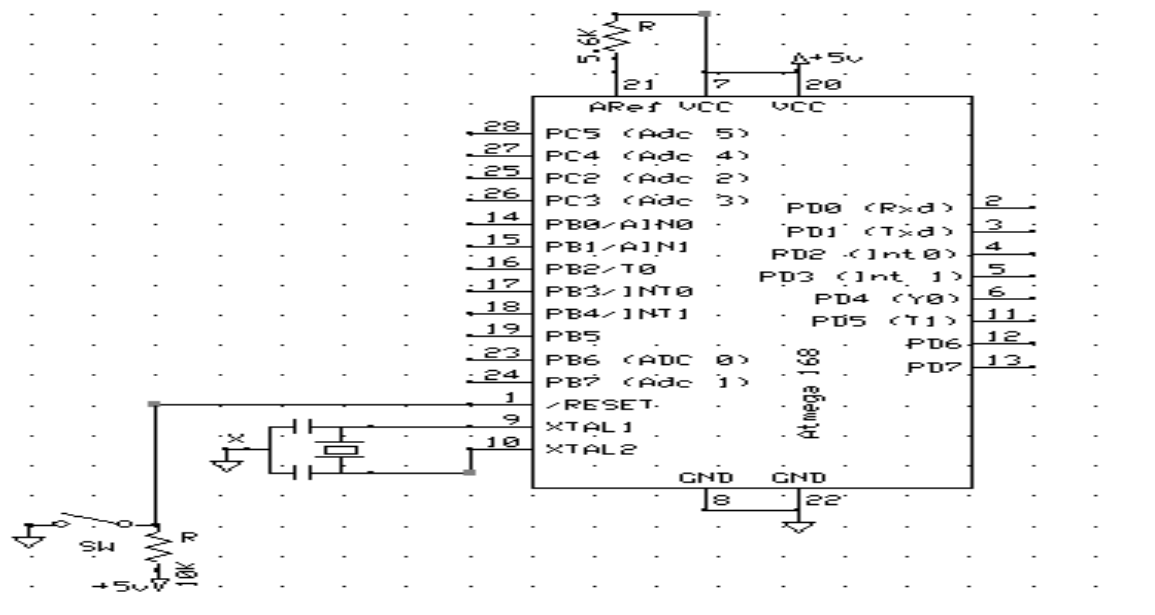 R
5.6K
+5v
21 7 20
ARef VCC VCC
28 PC5 (Adc 5)
27 PC4 (Adc 4)
25 PC2 (Adc 2)
26 PC3 (Adc 3)
14 PB0/AIN0
15 PB1/AIN1
16 PB2/T0
17 PB3/INT0
18 PB4/INT1
19 PB5
23 PB6 (ADC 0)
24 PB7 (Adc 1)
1 /RESET
9 XTAL1
10 XTAL2
PD0 (Rxd) 2
PD1 (Txd) 3
RD2 (Int0) 4
PD3 (Int 1) 5
PD4 (Y0) 6
PD5 (T1) 11
PD6 12
PD7 13
Atmega 168
X
GND GND
8 22
SW
R
10K
+5v